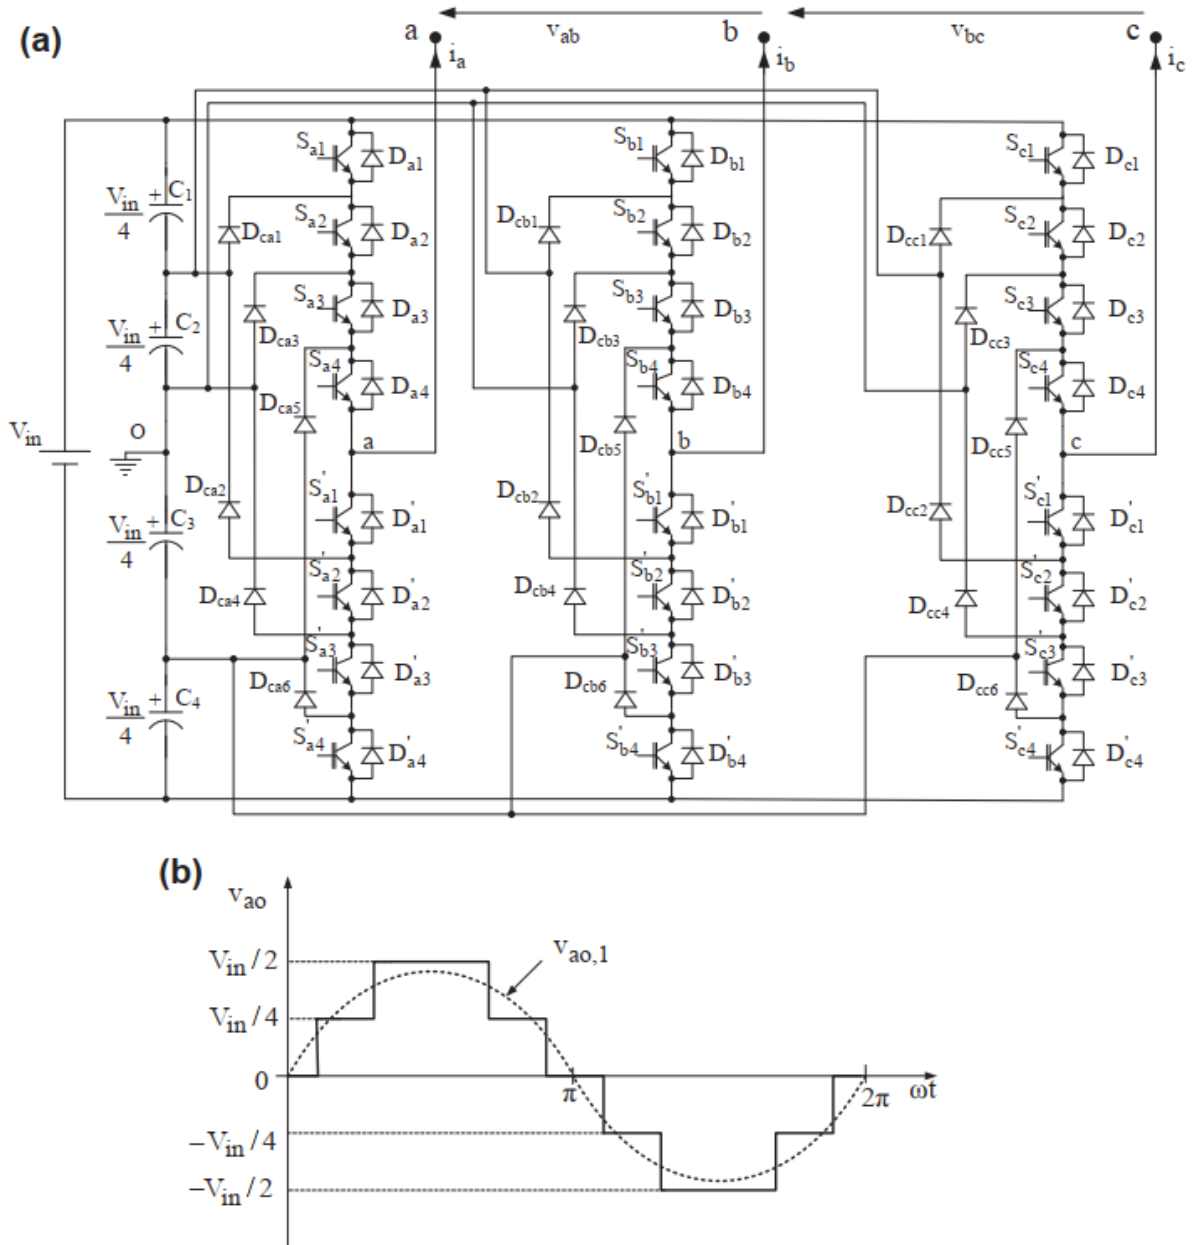 (a)
a v_ab b v_bc c
i_a i_b i_c
S_a1 D_a1 S_b1 D_b1 S_c1 D_c1
V_in/4 + C_1
D_ca1 S_a2 D_a2 D_cb1 S_b2 D_b2 D_cc1 S_c2 D_c2
V_in/4 + C_2
D_ca3 S_a3 D_a3 D_cb3 S_b3 D_b3 D_cc3 S_c3 D_c3
D_ca5 S_a4 D_a4 D_cb5 S_b4 D_b4 D_cc5 S_c4 D_c4
V_in O a b c
D_ca2 S'_a1 D'_a1 D_cb2 S'_b1 D'_b1 D_cc2 S'_c1 D'_c1
V_in/4 + C_3
D_ca4 S'_a2 D'_a2 D_cb4 S'_b2 D'_b2 D_cc4 S'_c2 D'_c2
D_ca6 S'_a3 D'_a3 D_cb6 S'_b3 D'_b3 D_cc6 S'_c3 D'_c3
V_in/4 + C_4
S'_a4 D'_a4 S'_b4 D'_b4 S'_c4 D'_c4
(b)
v_ao
V_in/2 v_ao,1
V_in/4
0 π 2π ωt
−V_in/4
−V_in/2